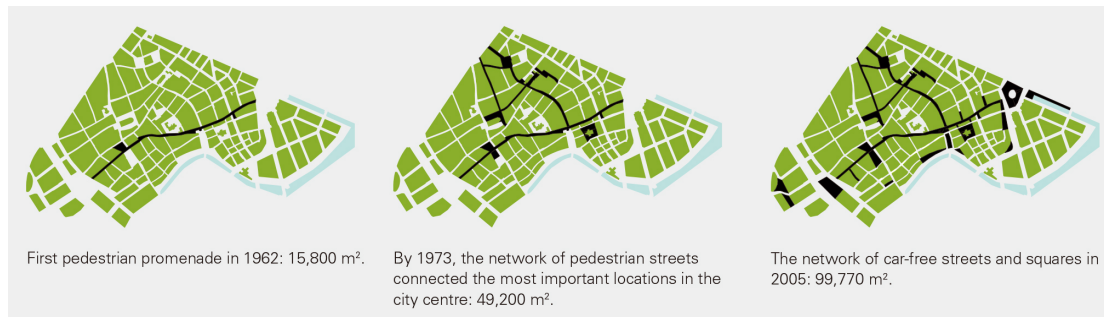 First pedestrian promenade in 1962: 15,800 m².
By 1973, the network of pedestrian streets
connected the most important locations in the
city centre: 49,200 m².
The network of car-free streets and squares in
2005: 99,770 m².